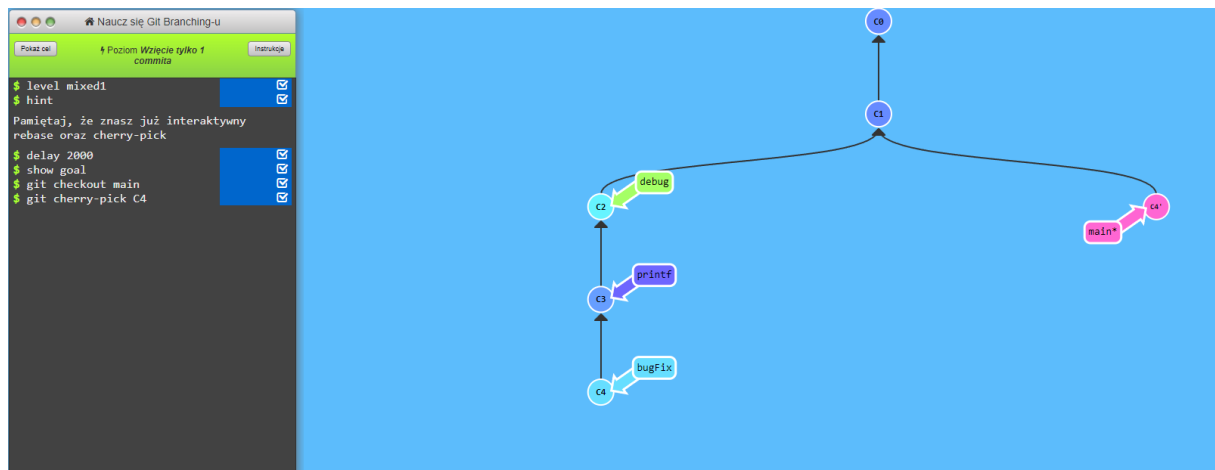 Naucz się Git Branching-u
Pokaż cel
Poziom Wzięcie tylko 1
commita
Instrukcje
$ level mixed1
$ hint
Pamiętaj, że znasz już interaktywny
rebase oraz cherry-pick
$ delay 2000
$ show goal
$ git checkout main
$ git cherry-pick C4
C0
C1
debug
C2
C4'
main*
printf
C3
bugFix
C4